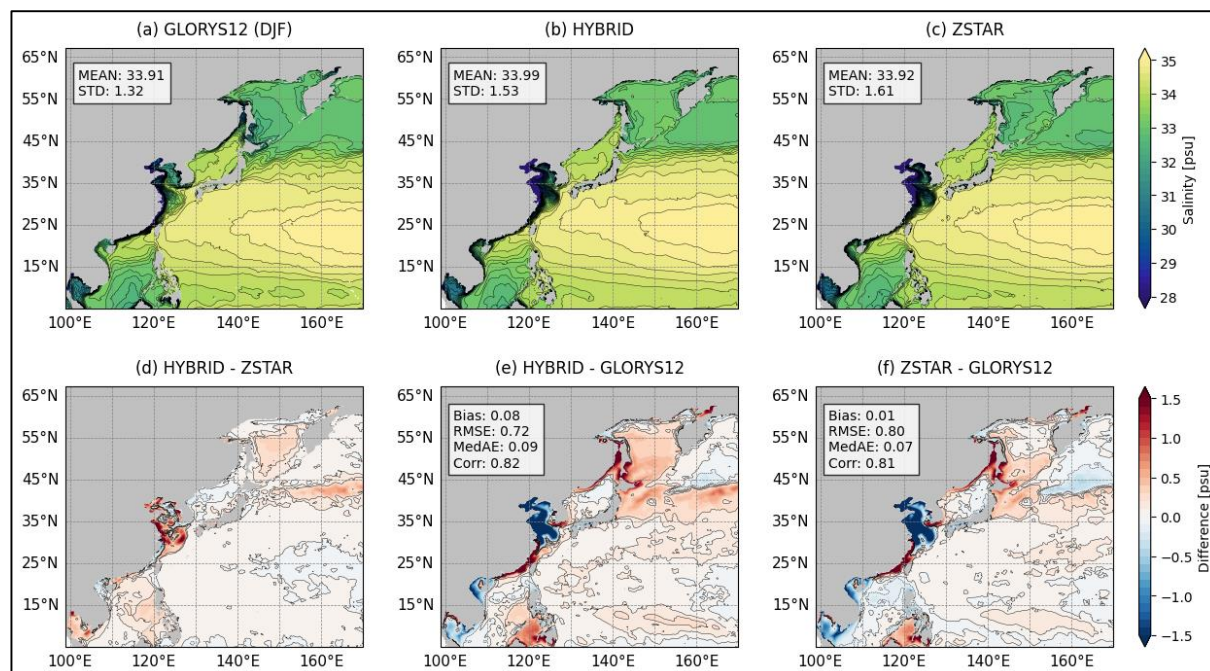 (a) GLORYS12 (DJF)
(b) HYBRID
(c) ZSTAR
65°N
55°N
45°N
35°N
25°N
15°N
MEAN: 33.91
STD: 1.32
100°E
120°E
140°E
160°E
65°N
55°N
45°N
35°N
25°N
15°N
MEAN: 33.99
STD: 1.53
100°E
120°E
140°E
160°E
65°N
55°N
45°N
35°N
25°N
15°N
MEAN: 33.92
STD: 1.61
100°E
120°E
140°E
160°E
35
34
33
32
31
30
29
28
Salinity [psu]
(d) HYBRID - ZSTAR
(e) HYBRID - GLORYS12
(f) ZSTAR - GLORYS12
65°N
55°N
45°N
35°N
25°N
15°N
100°E
120°E
140°E
160°E
65°N
55°N
45°N
35°N
25°N
15°N
Bias: 0.08
RMSE: 0.72
MedAE: 0.09
Corr: 0.82
100°E
120°E
140°E
160°E
65°N
55°N
45°N
35°N
25°N
15°N
Bias: 0.01
RMSE: 0.80
MedAE: 0.07
Corr: 0.81
100°E
120°E
140°E
160°E
1.5
1.0
0.5
0.0
−0.5
−1.0
−1.5
Difference [psu]